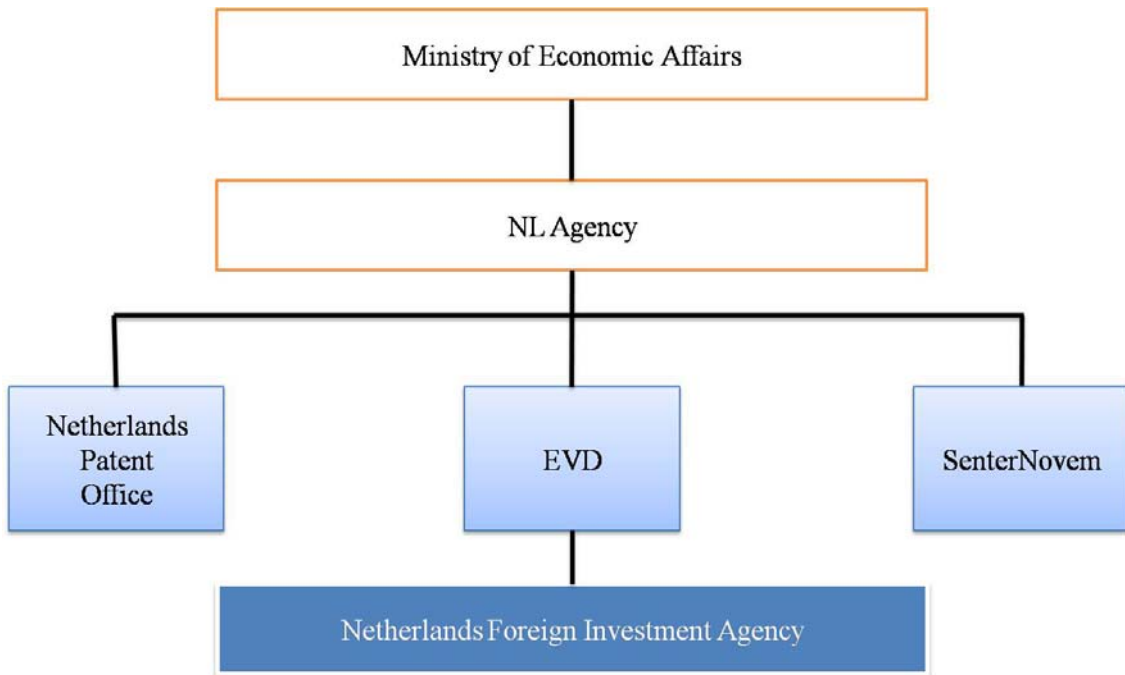 Ministry of Economic Affairs
NL Agency
Netherlands
Patent
Office
EVD
SenterNovem
Netherlands Foreign Investment Agency